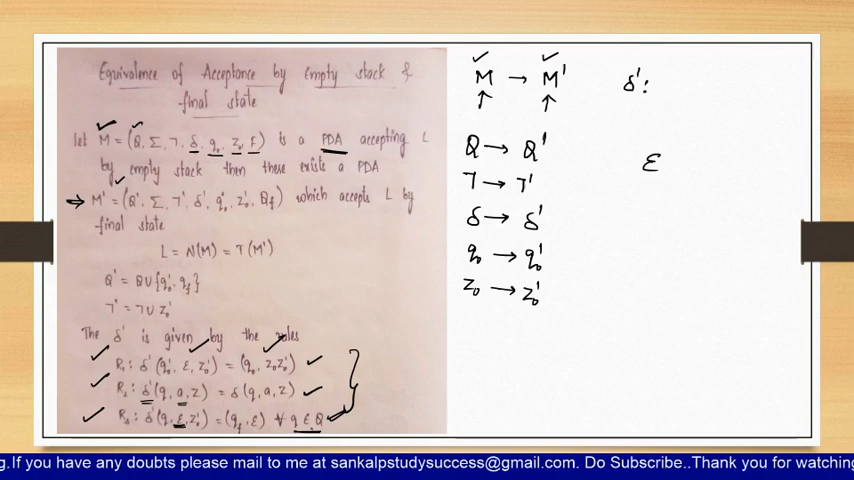 Equivalence of Acceptance by Empty stack &
final state
Let M = (Q, Σ, Γ, δ, q₀, z₀, F) is a PDA accepting L
by empty stack then there exists a PDA
M' = (Q', Σ, Γ', δ', q₀', z₀', Q_f) which accepts L by
final state
L = N(M) = T(M')
Q' = Q∪{q₀', q_f}
Γ' = Γ∪z₀'
The δ' is given by the rules
R₁: δ'(q₀', ε, z₀') = (q₀, z₀z₀')
R₂: δ'(q, a, z) = δ(q, a, z)
R₃: δ'(q, ε, z₀') = (q_f, ε) ∀ q ∈ Q
M → M'
δ':
Q → Q'
ε
Γ → Γ'
δ → δ'
q₀ → q₀'
z₀ → z₀'
g.If you have any doubts please mail to me at sankalpstudysuccess@gmail.com. Do Subscribe..Thank you for watching